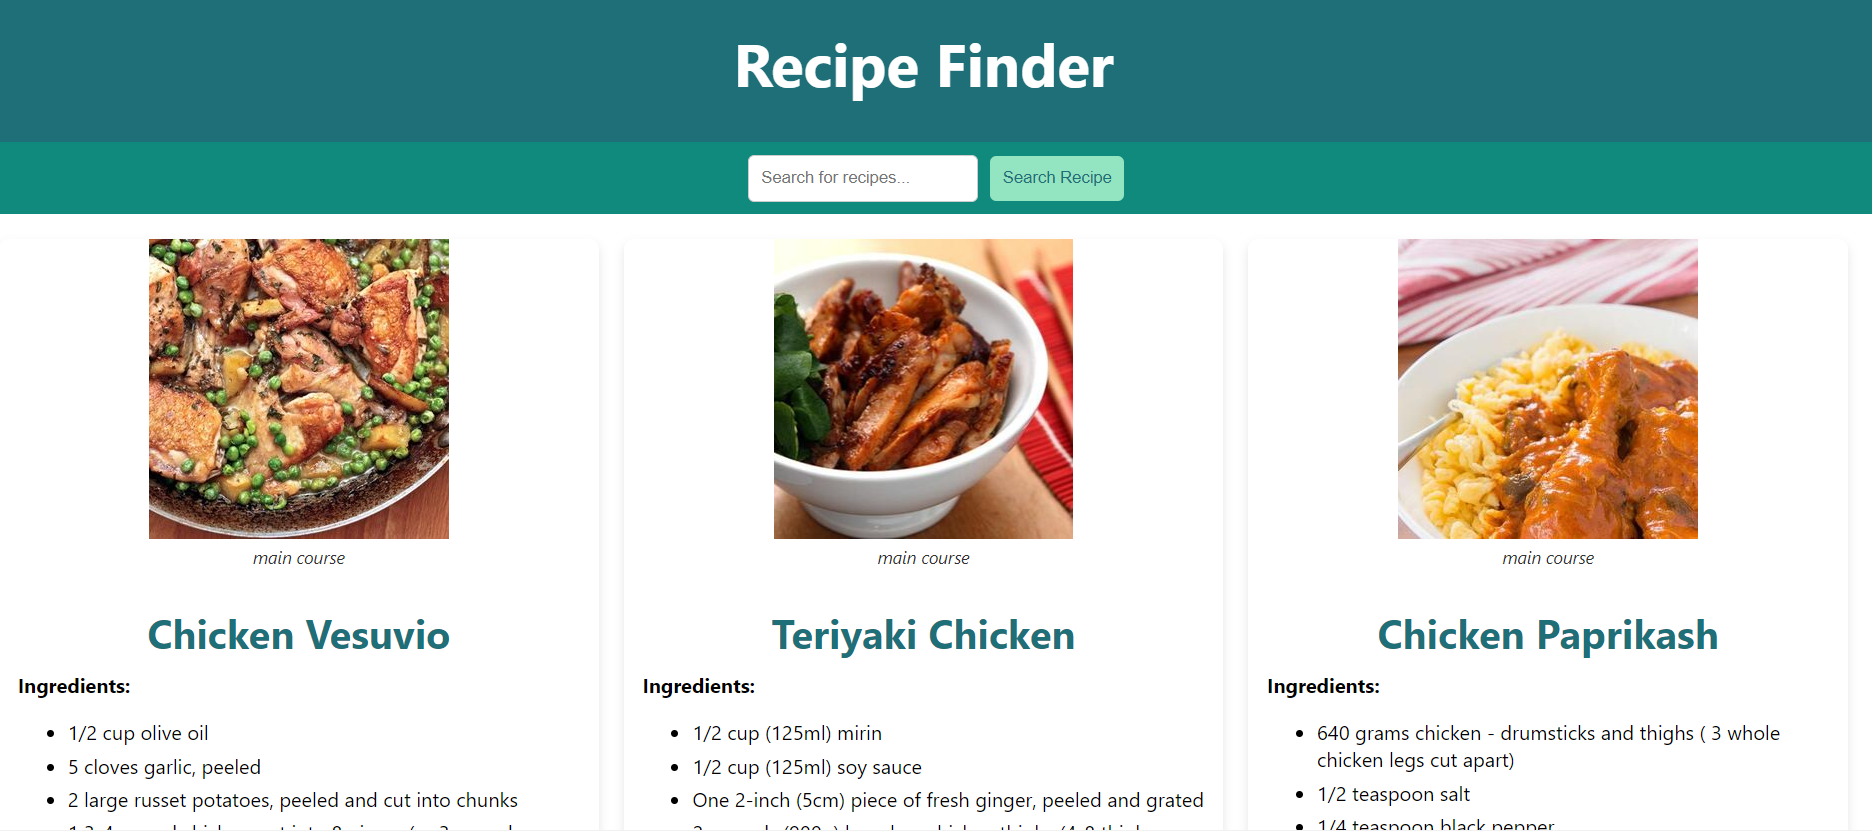 Recipe Finder
Search for recipes...
Search Recipe
main course
Chicken Vesuvio
Ingredients:
1/2 cup olive oil
5 cloves garlic, peeled
2 large russet potatoes, peeled and cut into chunks
main course
Teriyaki Chicken
Ingredients:
1/2 cup (125ml) mirin
1/2 cup (125ml) soy sauce
One 2-inch (5cm) piece of fresh ginger, peeled and grated
main course
Chicken Paprikash
Ingredients:
640 grams chicken - drumsticks and thighs ( 3 whole
chicken legs cut apart)
1/2 teaspoon salt
1/4 teaspoon black pepper